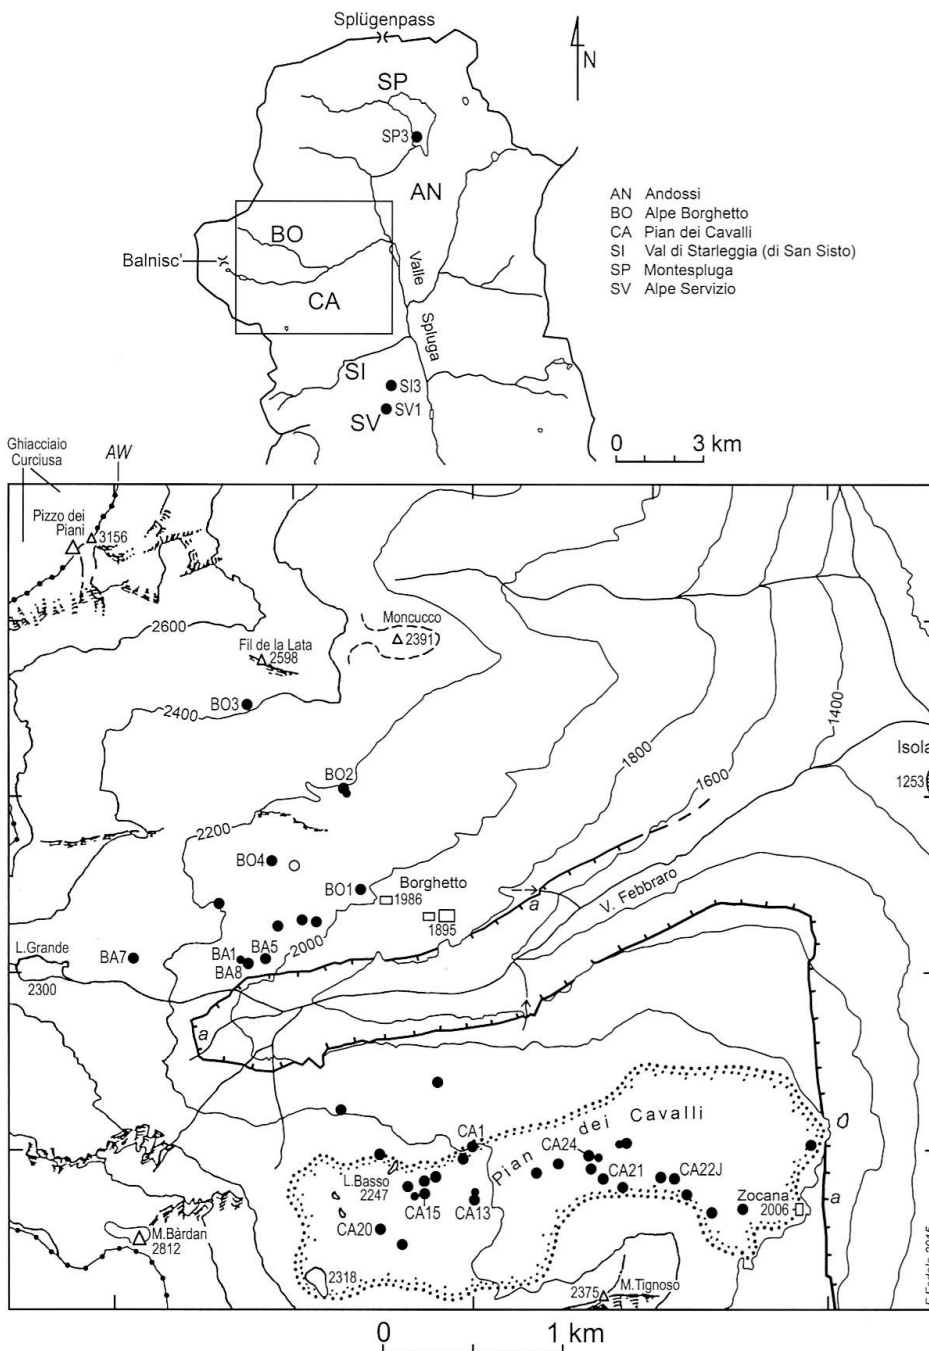 Splügenpass
N
SP
SP3
AN
BO
Balnisc'
CA
Valle
Spluga
SI
SI3
SV1
SV
AN Andossi
BO Alpe Borghetto
CA Pian dei Cavalli
SI Val di Starleggia (di San Sisto)
SP Montespluga
SV Alpe Servizio
0 3 km
Ghiacciaio
Curciusa
AW
Pizzo dei
Piani
3156
2600
Moncucco
2391
Fil de la Lata
2598
BO3
2400
1400
1800
Isola
1253
1600
BO2
2200
BO4
BO1
Borghetto
1986
1895
a
V. Febbraro
L.Grande
2300
BA7
BA1
BA5
BA8
2000
a
Pian dei Cavalli
CA1
CA24
CA21
CA22J
L.Basso
2247
CA15
CA13
Zocana
2006
a
CA20
M.Bàrdan
2812
2318
2375
M.Tignoso
0 1 km